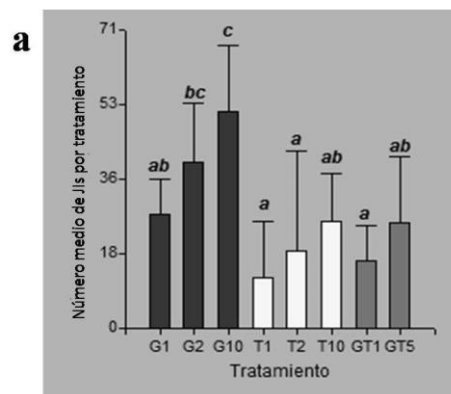 a
Número medio de JIs por tratamiento
71
53
36
18
0
ab
bc
c
a
a
ab
a
ab
G1 G2 G10 T1 T2 T10 GT1 GT5
Tratamiento